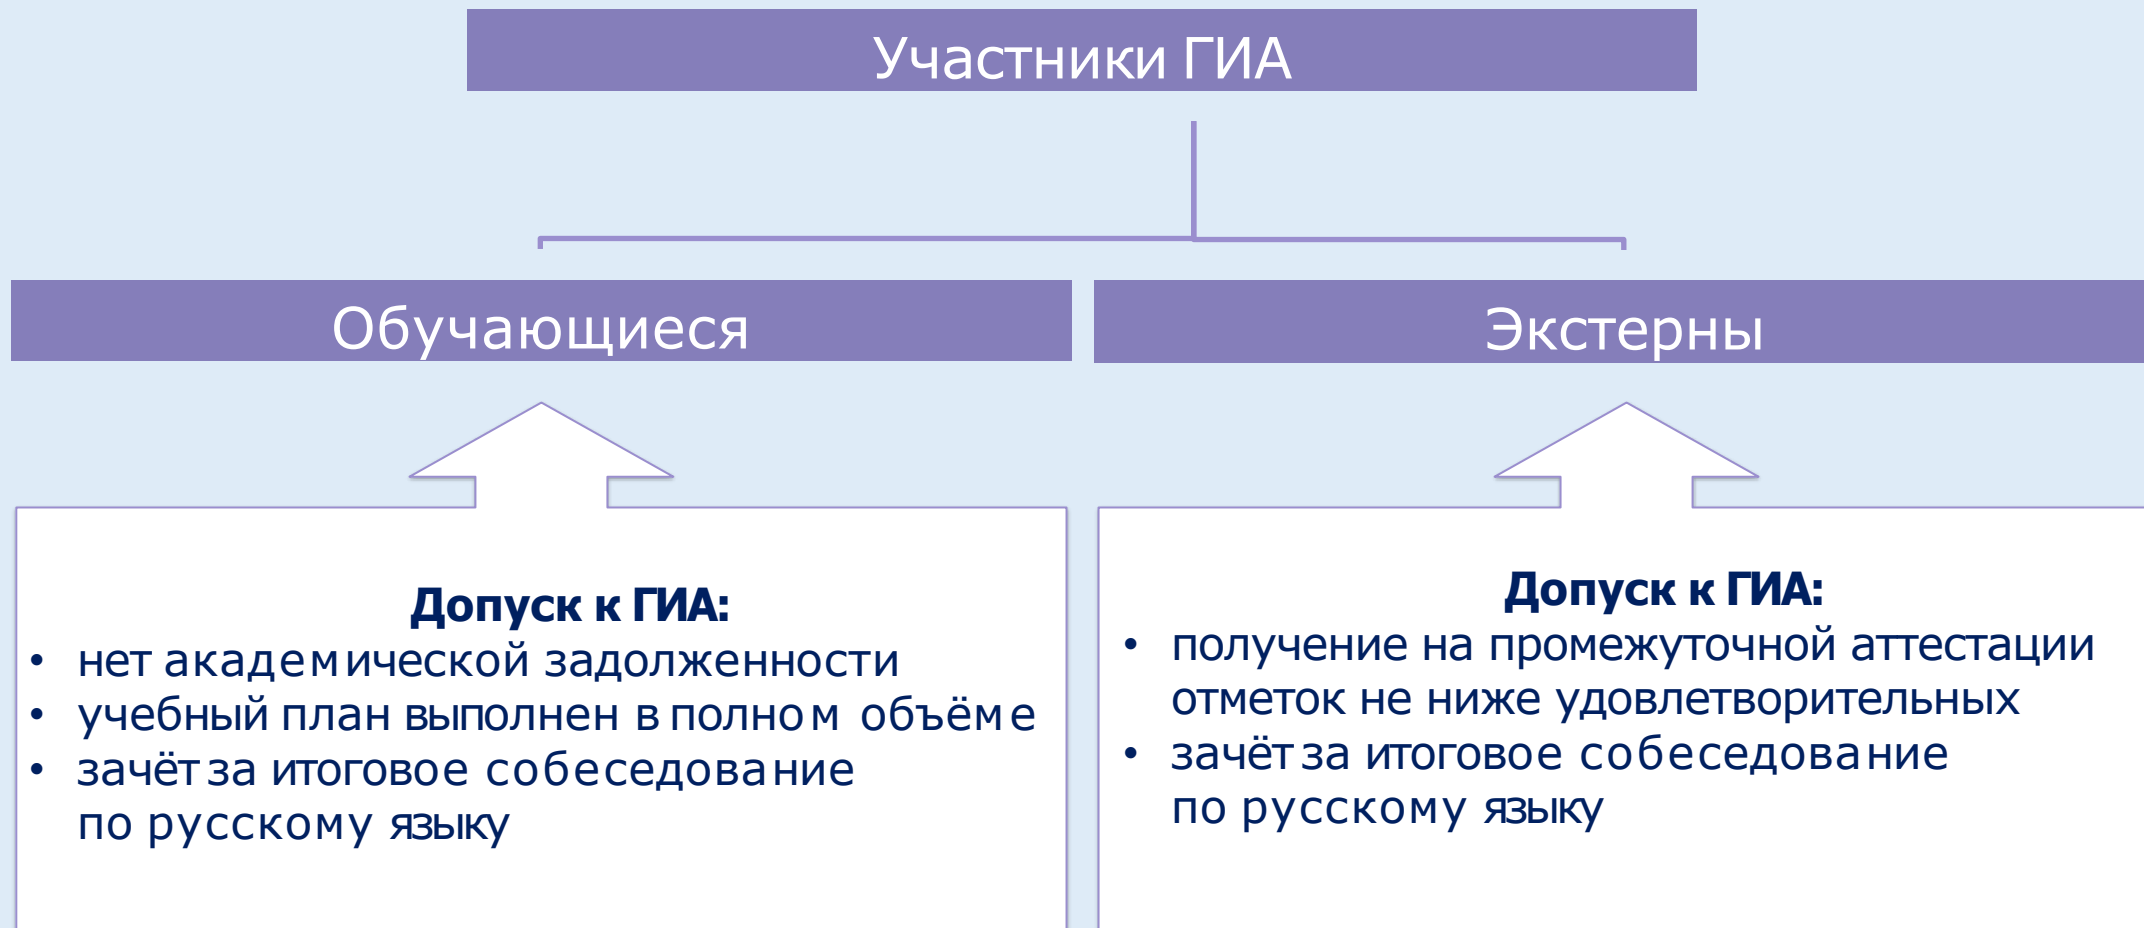 Участники ГИА
Обучающиеся
Экстерны
Допуск к ГИА:
• нет академической задолженности
• учебный план выполнен в полном объёме
• зачёт за итоговое собеседование
по русскому языку
Допуск к ГИА:
• получение на промежуточной аттестации
отметок не ниже удовлетворительных
• зачёт за итоговое собеседование
по русскому языку